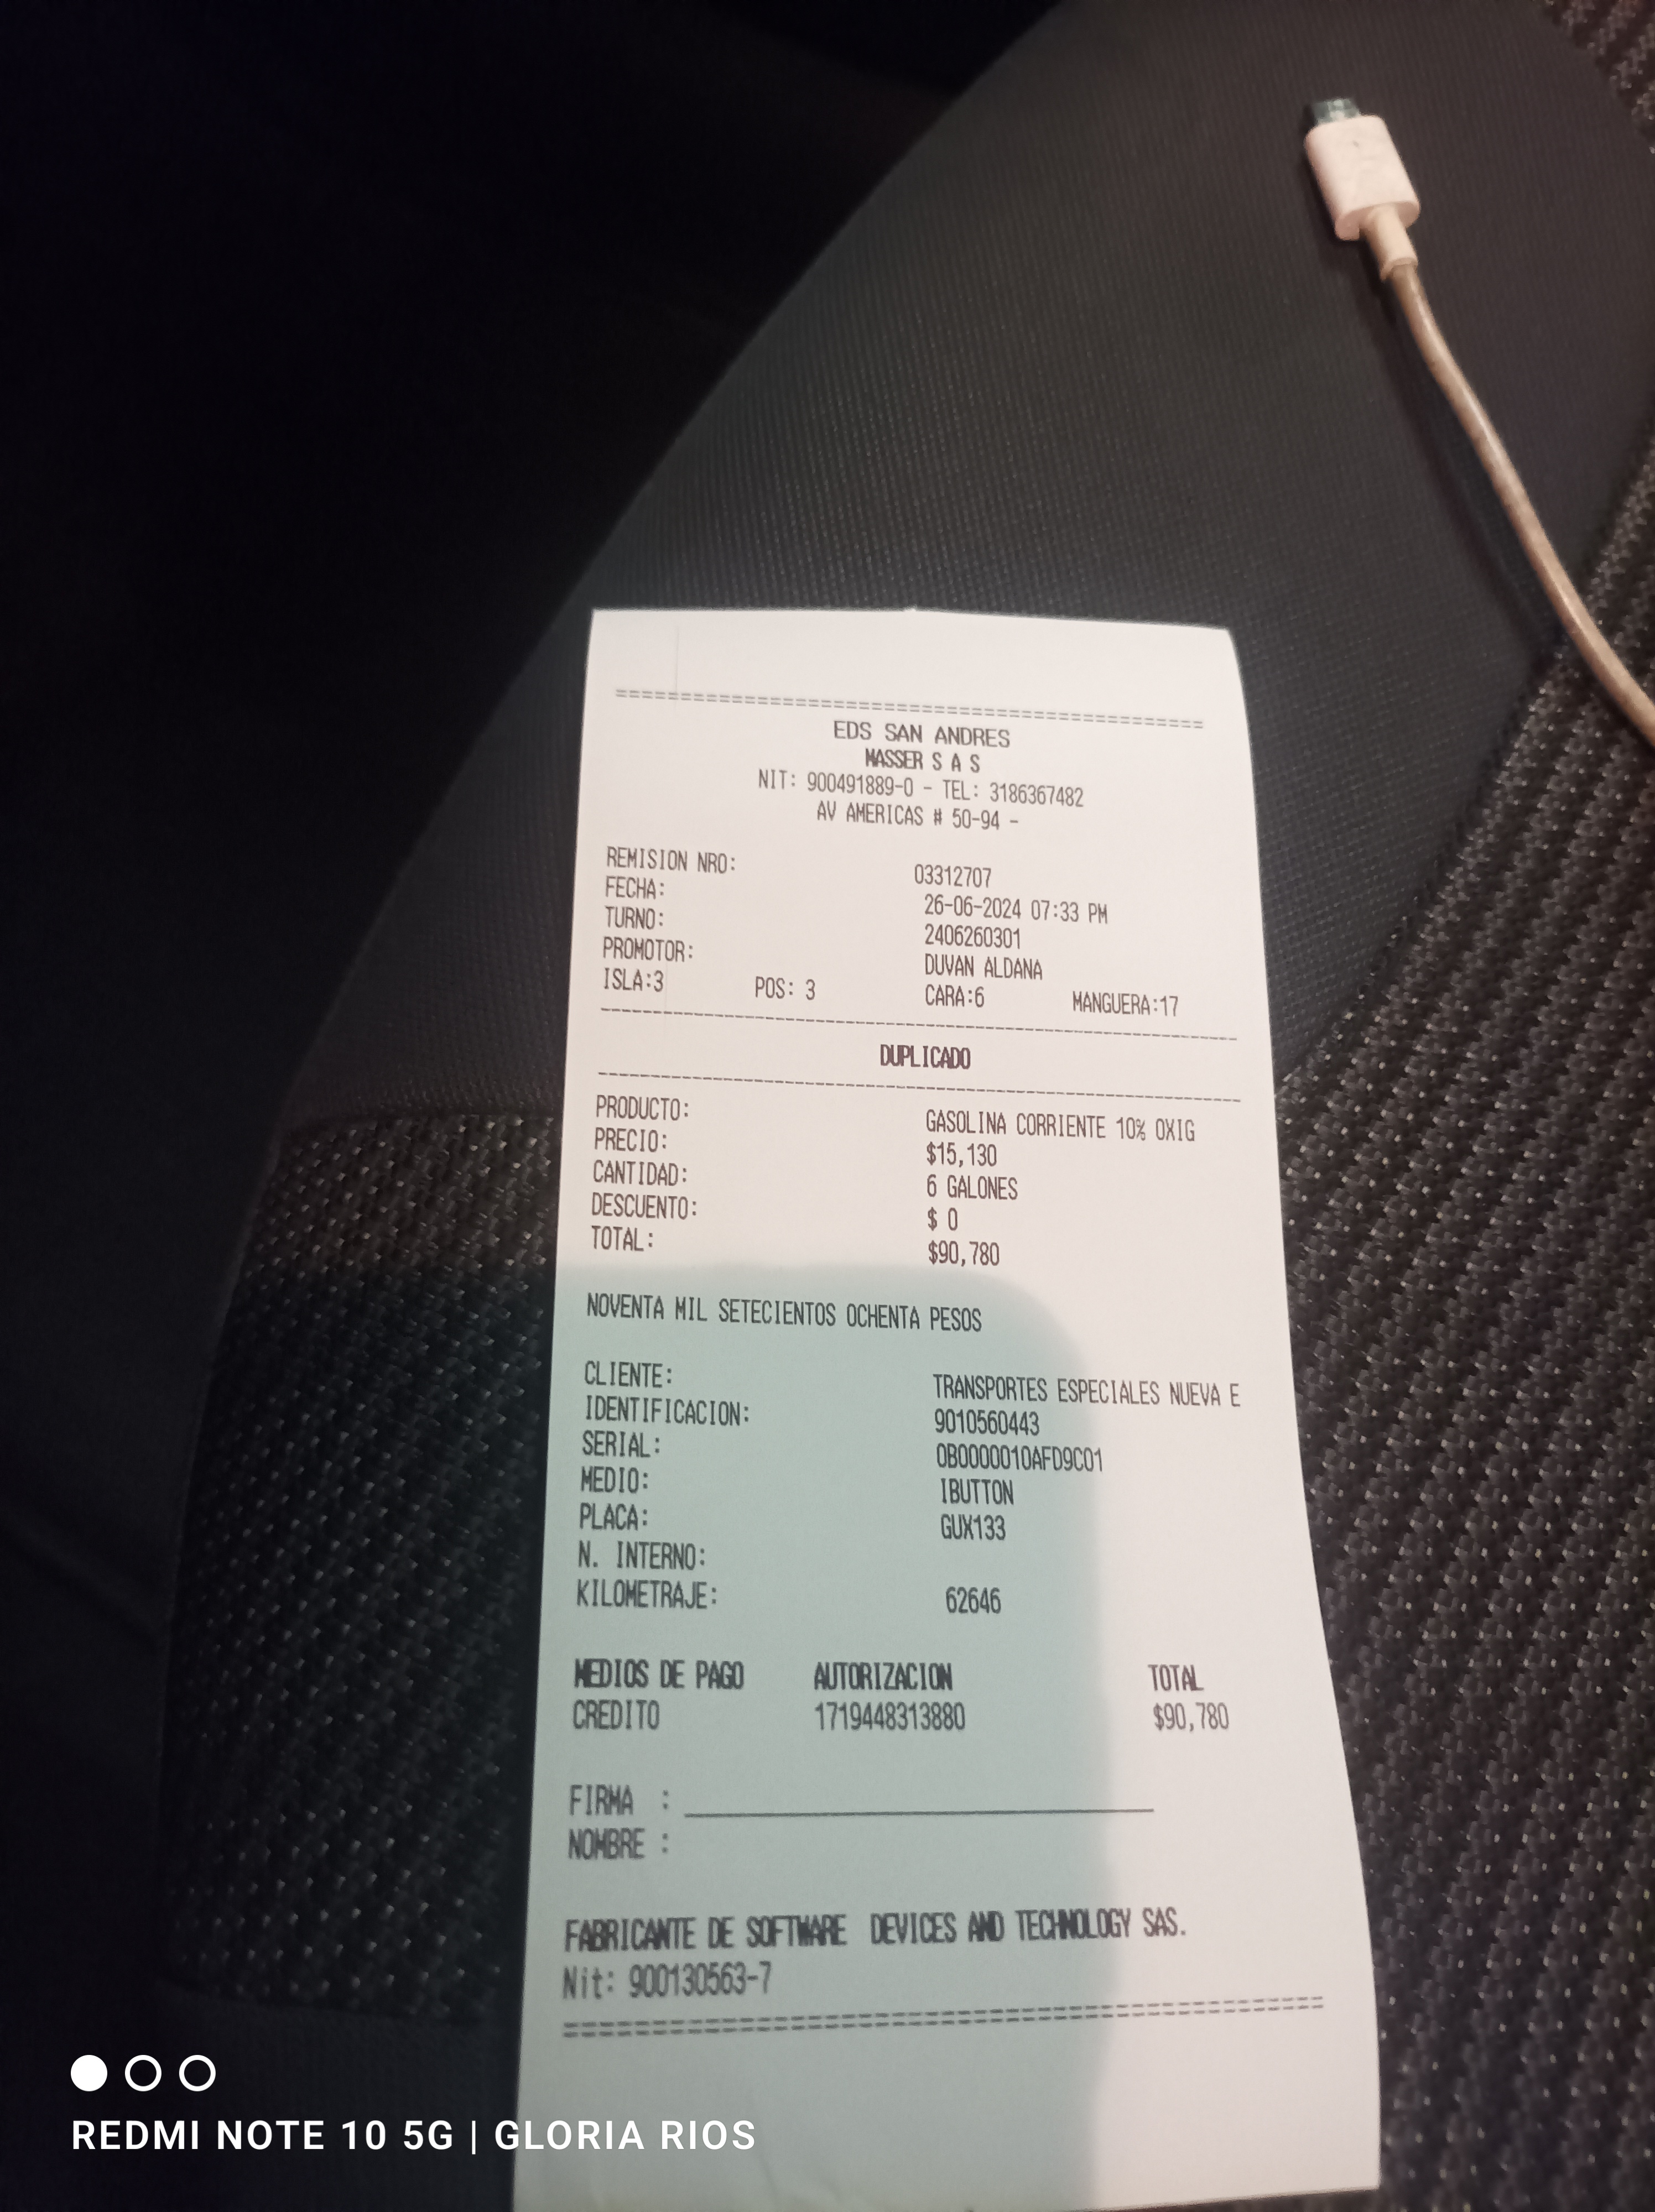 ================================================
EDS SAN ANDRES
MASSER S A S
NIT: 900491889-0 - TEL: 3186367482
AV AMERICAS # 50-94 -
REMISION NRO: 03312707
FECHA: 26-06-2024 07:33 PM
TURNO: 2406260301
PROMOTOR: DUVAN ALDANA
ISLA:3 POS: 3 CARA:6 MANGUERA:17
------------------------------------------------
DUPLICADO
------------------------------------------------
PRODUCTO: GASOLINA CORRIENTE 10% OXIG
PRECIO: $15,130
CANTIDAD: 6 GALONES
DESCUENTO: $ 0
TOTAL: $90,780
NOVENTA MIL SETECIENTOS OCHENTA PESOS
CLIENTE: TRANSPORTES ESPECIALES NUEVA E
IDENTIFICACION: 9010560443
SERIAL: 0B0000010AFD9C01
MEDIO: IBUTTON
PLACA: GUX133
N. INTERNO:
KILOMETRAJE: 62646
MEDIOS DE PAGO AUTORIZACION TOTAL
CREDITO 1719448313880 $90,780
FIRMA : ______________________
NOMBRE :
FABRICANTE DE SOFTWARE DEVICES AND TECHNOLOGY SAS.
Nit: 900130563-7
================================================
REDMI NOTE 10 5G | GLORIA RIOS